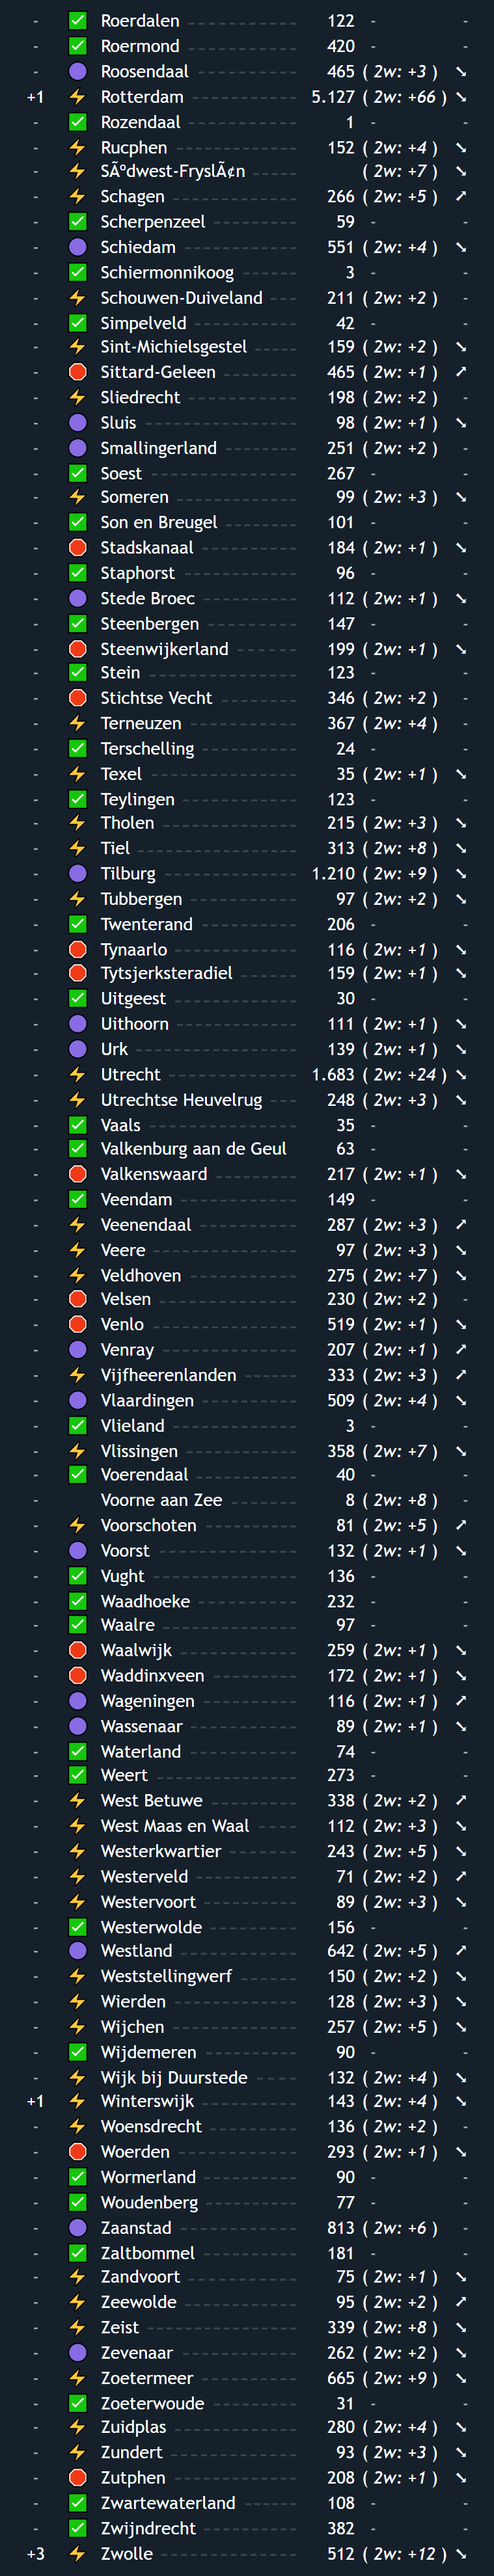 - ✅ Roerdalen 122 - -
- ✅ Roermond 420 - -
- 🟣 Roosendaal 465 ( 2w: +3 ) ⭨
+1 ⚡ Rotterdam 5.127 ( 2w: +66 ) ⭨
- ✅ Rozendaal 1 - -
- ⚡ Rucphen 152 ( 2w: +4 ) ⭨
- ⚡ SÃºdwest-FryslÃ¢n ( 2w: +7 ) ⭨
- ⚡ Schagen 266 ( 2w: +5 ) ⭧
- ✅ Scherpenzeel 59 - -
- 🟣 Schiedam 551 ( 2w: +4 ) ⭨
- ✅ Schiermonnikoog 3 - -
- ⚡ Schouwen-Duiveland 211 ( 2w: +2 ) -
- ✅ Simpelveld 42 - -
- ⚡ Sint-Michielsgestel 159 ( 2w: +2 ) ⭨
- 🛑 Sittard-Geleen 465 ( 2w: +1 ) ⭧
- ⚡ Sliedrecht 198 ( 2w: +2 ) -
- 🟣 Sluis 98 ( 2w: +1 ) ⭨
- 🟣 Smallingerland 251 ( 2w: +2 ) -
- ✅ Soest 267 - -
- ⚡ Someren 99 ( 2w: +3 ) ⭨
- ✅ Son en Breugel 101 - -
- 🛑 Stadskanaal 184 ( 2w: +1 ) ⭨
- ✅ Staphorst 96 - -
- 🟣 Stede Broec 112 ( 2w: +1 ) ⭨
- ✅ Steenbergen 147 - -
- 🛑 Steenwijkerland 199 ( 2w: +1 ) ⭨
- ✅ Stein 123 - -
- 🛑 Stichtse Vecht 346 ( 2w: +2 ) -
- ⚡ Terneuzen 367 ( 2w: +4 ) -
- ✅ Terschelling 24 - -
- ⚡ Texel 35 ( 2w: +1 ) ⭨
- ✅ Teylingen 123 - -
- ⚡ Tholen 215 ( 2w: +3 ) ⭨
- ⚡ Tiel 313 ( 2w: +8 ) ⭨
- 🟣 Tilburg 1.210 ( 2w: +9 ) ⭨
- ⚡ Tubbergen 97 ( 2w: +2 ) ⭨
- ✅ Twenterand 206 - -
- 🛑 Tynaarlo 116 ( 2w: +1 ) ⭨
- 🛑 Tytsjerksteradiel 159 ( 2w: +1 ) ⭨
- ✅ Uitgeest 30 - -
- 🟣 Uithoorn 111 ( 2w: +1 ) ⭨
- 🟣 Urk 139 ( 2w: +1 ) ⭨
- ⚡ Utrecht 1.683 ( 2w: +24 ) ⭨
- ⚡ Utrechtse Heuvelrug 248 ( 2w: +3 ) ⭨
- ✅ Vaals 35 - -
- ✅ Valkenburg aan de Geul 63 - -
- 🛑 Valkenswaard 217 ( 2w: +1 ) ⭨
- ✅ Veendam 149 - -
- ⚡ Veenendaal 287 ( 2w: +3 ) ⭧
- ⚡ Veere 97 ( 2w: +3 ) ⭨
- ⚡ Veldhoven 275 ( 2w: +7 ) ⭨
- 🛑 Velsen 230 ( 2w: +2 ) -
- 🛑 Venlo 519 ( 2w: +1 ) ⭨
- 🟣 Venray 207 ( 2w: +1 ) ⭧
- ⚡ Vijfheerenlanden 333 ( 2w: +3 ) ⭧
- 🟣 Vlaardingen 509 ( 2w: +4 ) ⭨
- ✅ Vlieland 3 - -
- ⚡ Vlissingen 358 ( 2w: +7 ) ⭨
- ✅ Voerendaal 40 - -
- Voorne aan Zee 8 ( 2w: +8 ) -
- ⚡ Voorschoten 81 ( 2w: +5 ) ⭧
- 🟣 Voorst 132 ( 2w: +1 ) ⭨
- ✅ Vught 136 - -
- ✅ Waadhoeke 232 - -
- ✅ Waalre 97 - -
- 🛑 Waalwijk 259 ( 2w: +1 ) ⭨
- 🛑 Waddinxveen 172 ( 2w: +1 ) ⭨
- 🟣 Wageningen 116 ( 2w: +1 ) ⭧
- 🟣 Wassenaar 89 ( 2w: +1 ) ⭨
- ✅ Waterland 74 - -
- ✅ Weert 273 - -
- ⚡ West Betuwe 338 ( 2w: +2 ) ⭧
- ⚡ West Maas en Waal 112 ( 2w: +3 ) ⭨
- ⚡ Westerkwartier 243 ( 2w: +5 ) ⭨
- ⚡ Westerveld 71 ( 2w: +2 ) ⭧
- ⚡ Westervoort 89 ( 2w: +3 ) ⭨
- ✅ Westerwolde 156 - -
- 🟣 Westland 642 ( 2w: +5 ) ⭧
- ⚡ Weststellingwerf 150 ( 2w: +2 ) ⭨
- ⚡ Wierden 128 ( 2w: +3 ) ⭨
- ⚡ Wijchen 257 ( 2w: +5 ) ⭨
- ✅ Wijdemeren 90 - -
- ⚡ Wijk bij Duurstede 132 ( 2w: +4 ) ⭨
+1 ⚡ Winterswijk 143 ( 2w: +4 ) ⭨
- ⚡ Woensdrecht 136 ( 2w: +2 ) -
- 🛑 Woerden 293 ( 2w: +1 ) ⭨
- ✅ Wormerland 90 - -
- ✅ Woudenberg 77 - -
- 🟣 Zaanstad 813 ( 2w: +6 ) -
- ✅ Zaltbommel 181 - -
- ⚡ Zandvoort 75 ( 2w: +1 ) ⭨
- ⚡ Zeewolde 95 ( 2w: +2 ) ⭧
- ⚡ Zeist 339 ( 2w: +8 ) ⭨
- 🟣 Zevenaar 262 ( 2w: +2 ) ⭨
- ⚡ Zoetermeer 665 ( 2w: +9 ) ⭨
- ✅ Zoeterwoude 31 - -
- ⚡ Zuidplas 280 ( 2w: +4 ) ⭨
- ⚡ Zundert 93 ( 2w: +3 ) ⭨
- 🛑 Zutphen 208 ( 2w: +1 ) ⭨
- ✅ Zwartewaterland 108 - -
- ✅ Zwijndrecht 382 - -
+3 ⚡ Zwolle 512 ( 2w: +12 ) ⭨